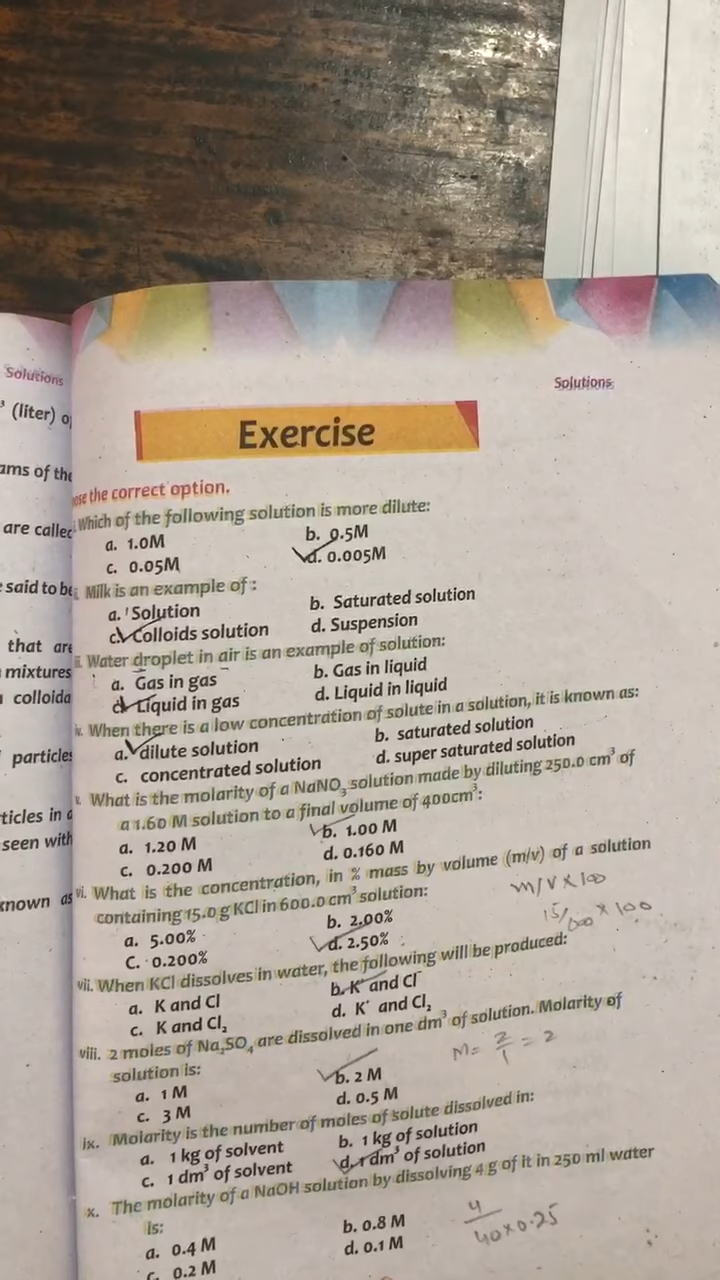 Solutions
³ (liter) o
ams of the
are called
said to be
that are
mixtures
colloida
particles
rticles in a
seen with
known as
Solutions
Exercise
ose the correct option.
Which of the following solution is more dilute:
a. 1.0M b. 0.5M
c. 0.05M d. 0.005M
Milk is an example of :
a. Solution b. Saturated solution
c. Colloids solution d. Suspension
Water droplet in air is an example of solution:
a. Gas in gas b. Gas in liquid
c. Liquid in gas d. Liquid in liquid
When there is a low concentration of solute in a solution, it is known as:
a. dilute solution b. saturated solution
c. concentrated solution d. super saturated solution
What is the molarity of a NaNO₃ solution made by diluting 250.0 cm³ of
a 1.60 M solution to a final volume of 400cm³:
a. 1.20 M b. 1.00 M
c. 0.200 M d. 0.160 M
vi. What is the concentration, in % mass by volume (m/v) of a solution
containing 15.0 g KCl in 600.0 cm³ solution:
m/v × 100
a. 5.00% b. 2.00%
15/600 × 100
C. 0.200% d. 2.50%
vii. When KCl dissolves in water, the following will be produced:
a. K and Cl b. K⁺ and Cl⁻
c. K and Cl₂ d. K⁺ and Cl₂
viii. 2 moles of Na₂SO₄ are dissolved in one dm³ of solution. Molarity of
solution is:
M = 2/1 = 2
a. 1 M b. 2 M
c. 3 M d. 0.5 M
ix. Molarity is the number of moles of solute dissolved in:
a. 1 kg of solvent b. 1 kg of solution
c. 1 dm³ of solvent d. 1 dm³ of solution
x. The molarity of a NaOH solution by dissolving 4 g of it in 250 ml water
is:
4/40×0.25
a. 0.4 M b. 0.8 M
c. 0.2 M d. 0.1 M